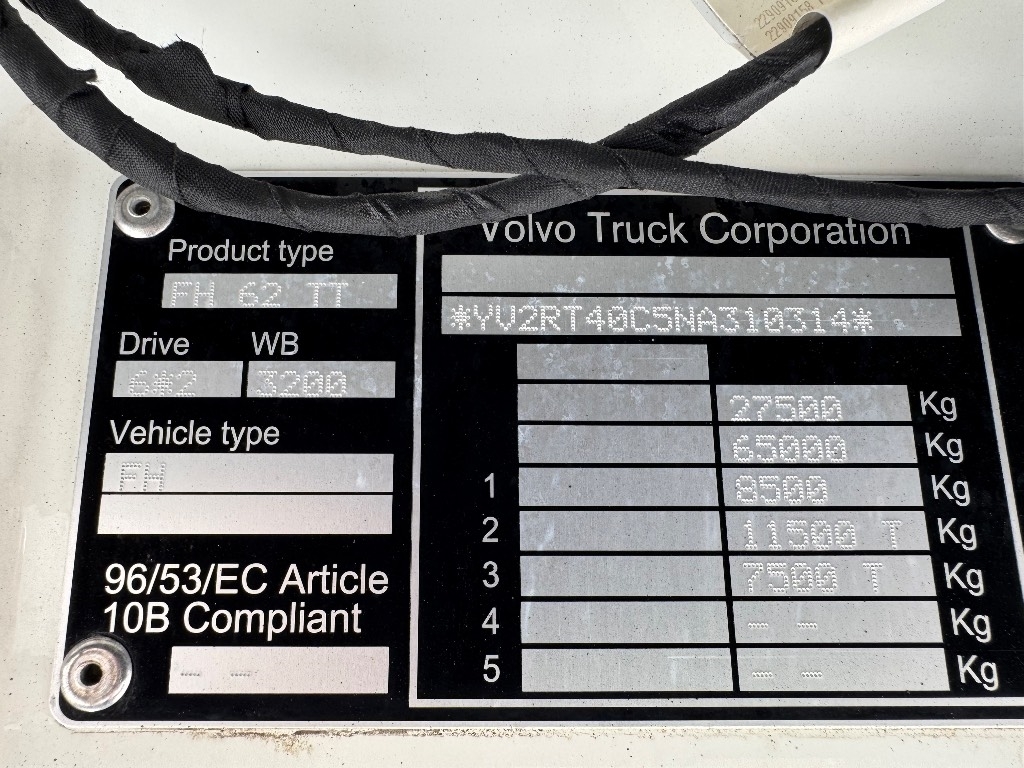 Volvo Truck Corporation
Product type
FH 62 TT
*YV2RT40C5NA310314*
Drive WB
6*2 3200
27500 Kg
65000 Kg
Vehicle type
FH
1 8500 Kg
2 11500 T Kg
3 7500 T Kg
96/53/EC Article
10B Compliant
4 -- -- Kg
5 -- -- Kg
-- --